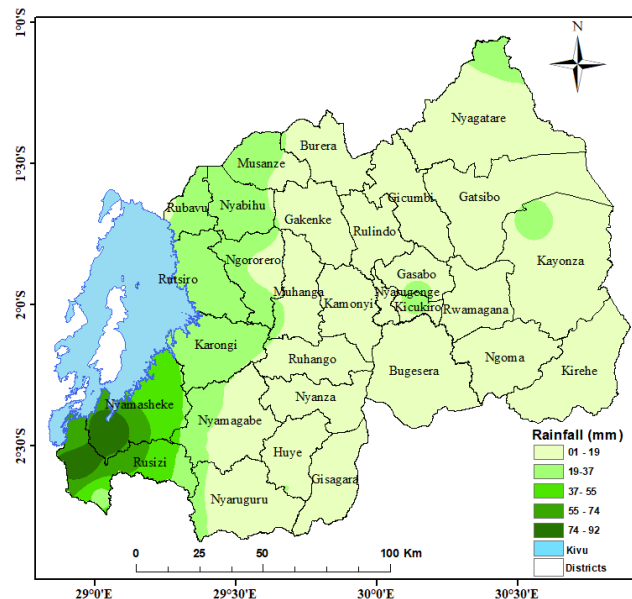 1°0'S
N
Nyagatare
Burera
1°30'S
Musanze
Gicumbi
Gatsibo
Rubavu
Nyabihu
Gakenke
Rulindo
Ngororero
Kayonza
Rutsiro
Gasabo
Muhanga
Nyarugenge
2°0'S
Kamonyi
Kicukiro
Rwamagana
Karongi
Ruhango
Bugesera
Ngoma
Kirehe
Nyamasheke
Nyanza
Nyamagabe
2°30'S
Huye
Rusizi
Gisagara
Nyaruguru
Rainfall (mm)
01 - 19
19-37
37- 55
55 - 74
74 - 92
Kivu
Districts
0 25 50 100 Km
29°0'E 29°30'E 30°0'E 30°30'E